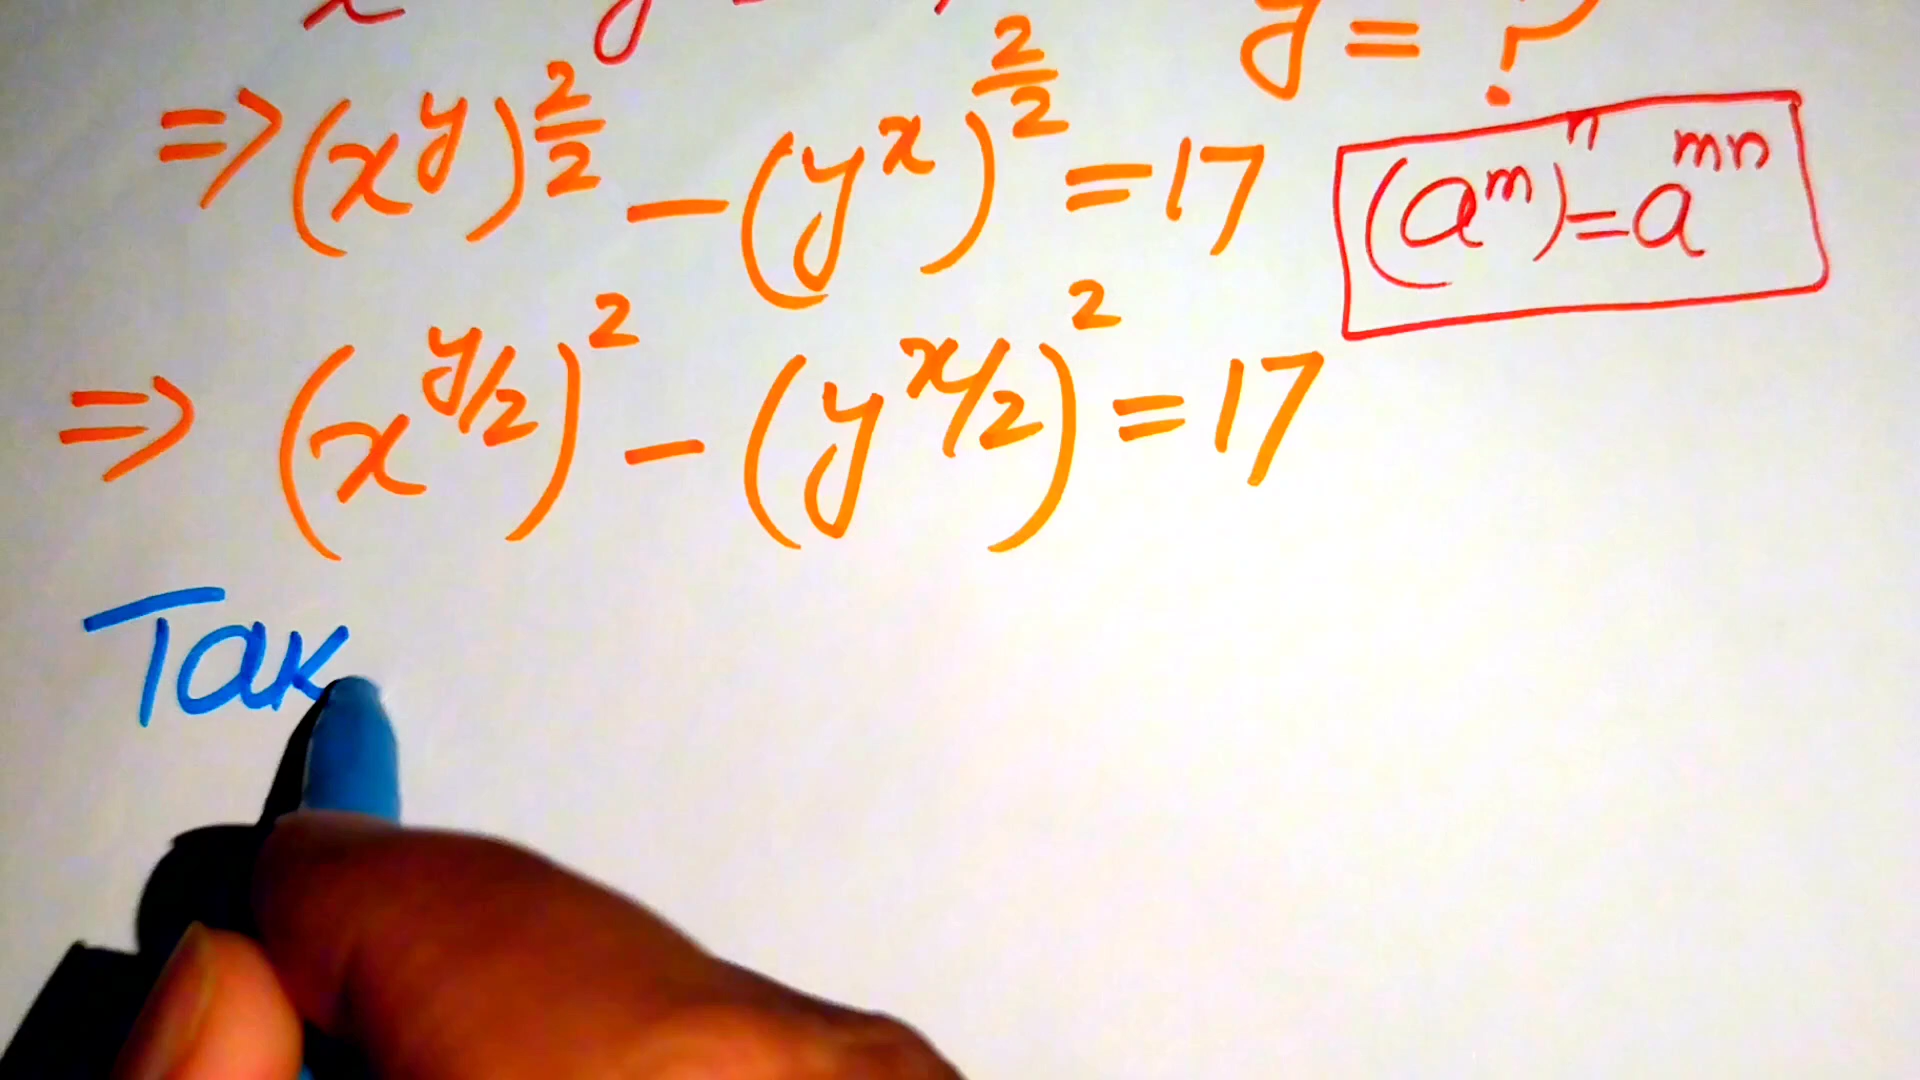 y = ?
⇒ (x^y)^(2/2) - (y^x)^(2/2) = 17
(a^m)^n = a^mn
⇒ (x^(y/2))^2 - (y^(x/2))^2 = 17
Tak